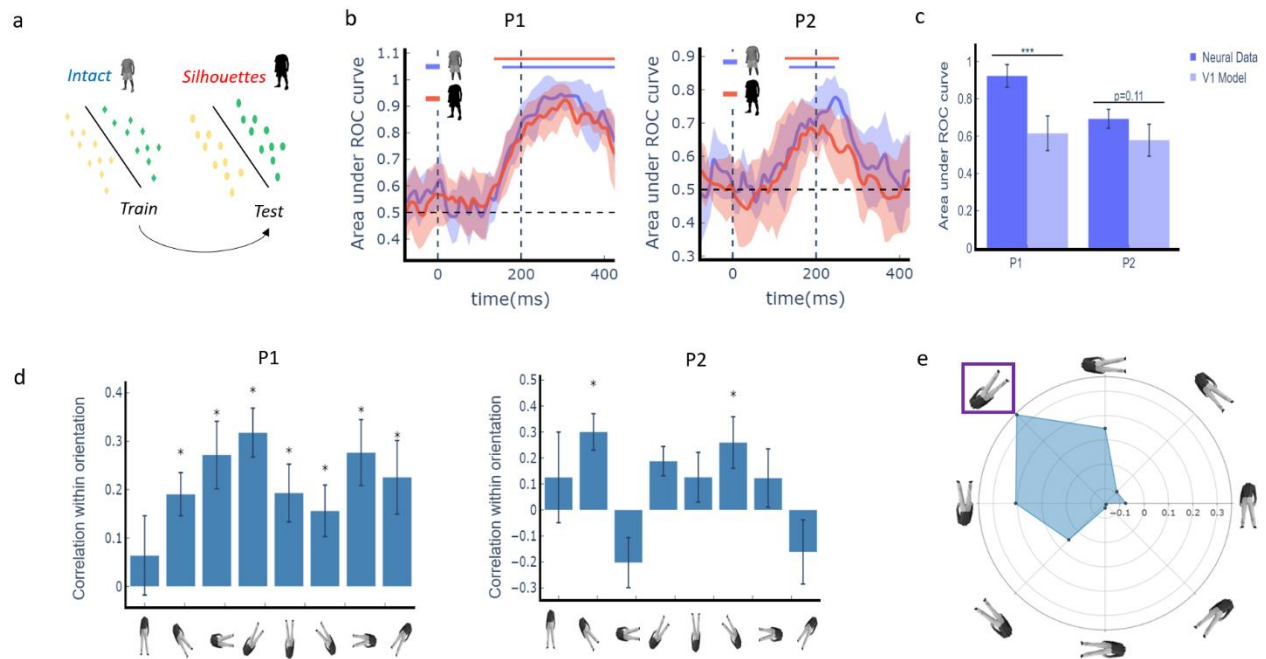 a
Intact
Silhouettes
Train
Test
b
P1
Area under ROC curve
1.1
1
0.9
0.8
0.7
0.6
0.5
0.4
0
200
400
time(ms)
P2
Area under ROC curve
0.9
0.8
0.7
0.6
0.5
0.4
0.3
0
200
400
time(ms)
c
Area under ROC curve
1
0.8
0.6
0.4
0.2
0
***
p=0.11
P1
P2
Neural Data
V1 Model
d
P1
Correlation within orientation
0.4
0.3
0.2
0.1
0
* * * * * * *
P2
Correlation within orientation
0.5
0.4
0.3
0.2
0.1
0
−0.1
−0.2
−0.3
* *
e
−0.1 0 0.1 0.2 0.3